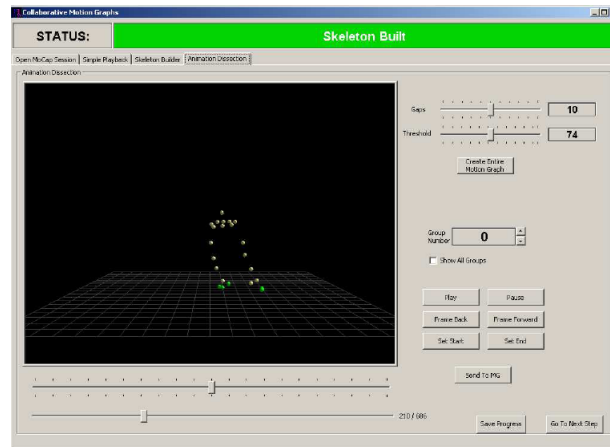 Collaborative Motion Graphs
STATUS: Skeleton Built
Open MoCap Session Simple Playback Skeleton Builder Animation Dissection
Animation Dissection
Gaps 10
Threshold 74
Create Entire
Motion Graph
Group
Number 0
Show All Groups
Play Pause
Frame Back Frame Forward
Set Start Set End
Send To MG
210 / 686
Save Progress Go To Next Step